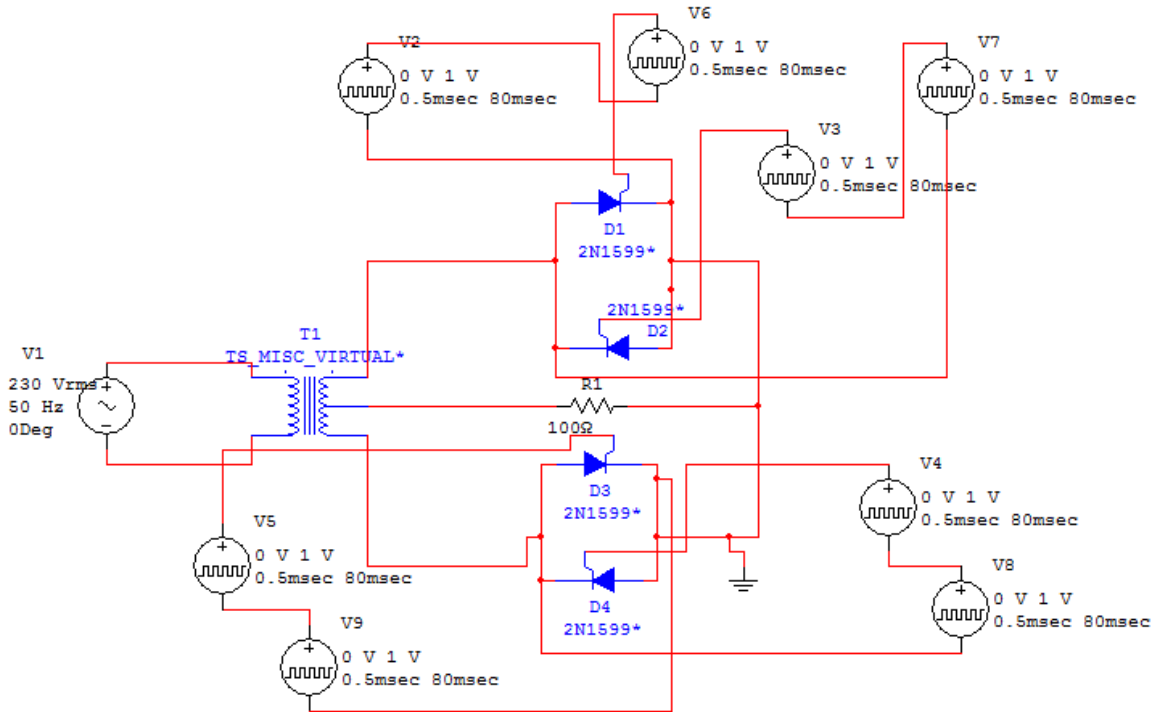 V6
V2
0 V 1 V
0.5msec 80msec
V7
0 V 1 V
0.5msec 80msec
0 V 1 V
0.5msec 80msec
V3
0 V 1 V
0.5msec 80msec
D1
2N1599*
2N1599*
D2
T1
TS_MISC_VIRTUAL*
V1
230 Vrms
50 Hz
0Deg
R1
100Ω
D3
2N1599*
V4
0 V 1 V
0.5msec 80msec
V5
0 V 1 V
0.5msec 80msec
D4
2N1599*
V8
0 V 1 V
0.5msec 80msec
V9
0 V 1 V
0.5msec 80msec